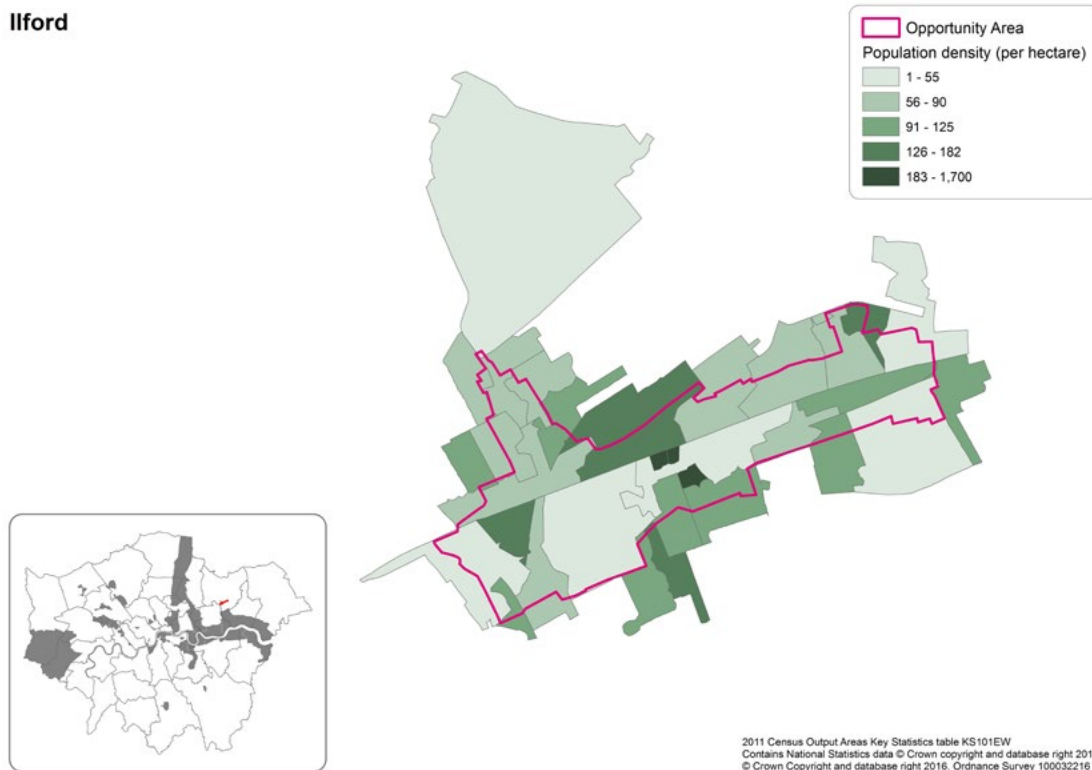 Ilford
Opportunity Area
Population density (per hectare)
1 - 55
56 - 90
91 - 125
126 - 182
183 - 1,700
2011 Census Output Areas Key Statistics table KS101EW
Contains National Statistics data © Crown copyright and database right 201
© Crown Copyright and database right 2016. Ordnance Survey 100032216